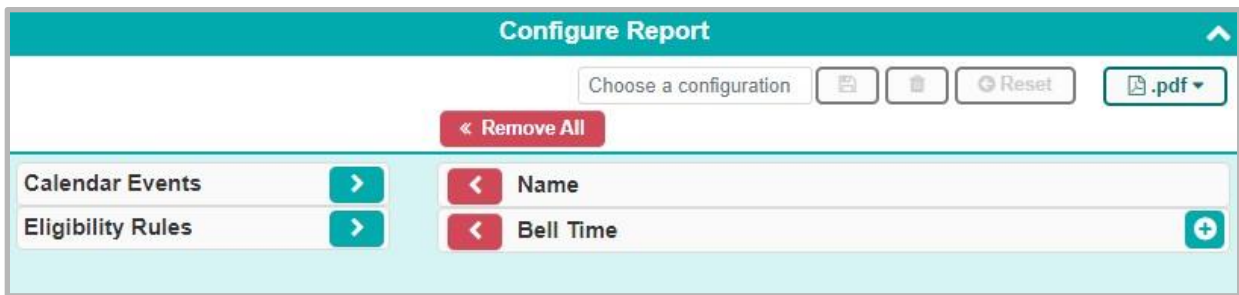 Configure Report
Choose a configuration Reset .pdf
Remove All
Calendar Events Name
Eligibility Rules Bell Time